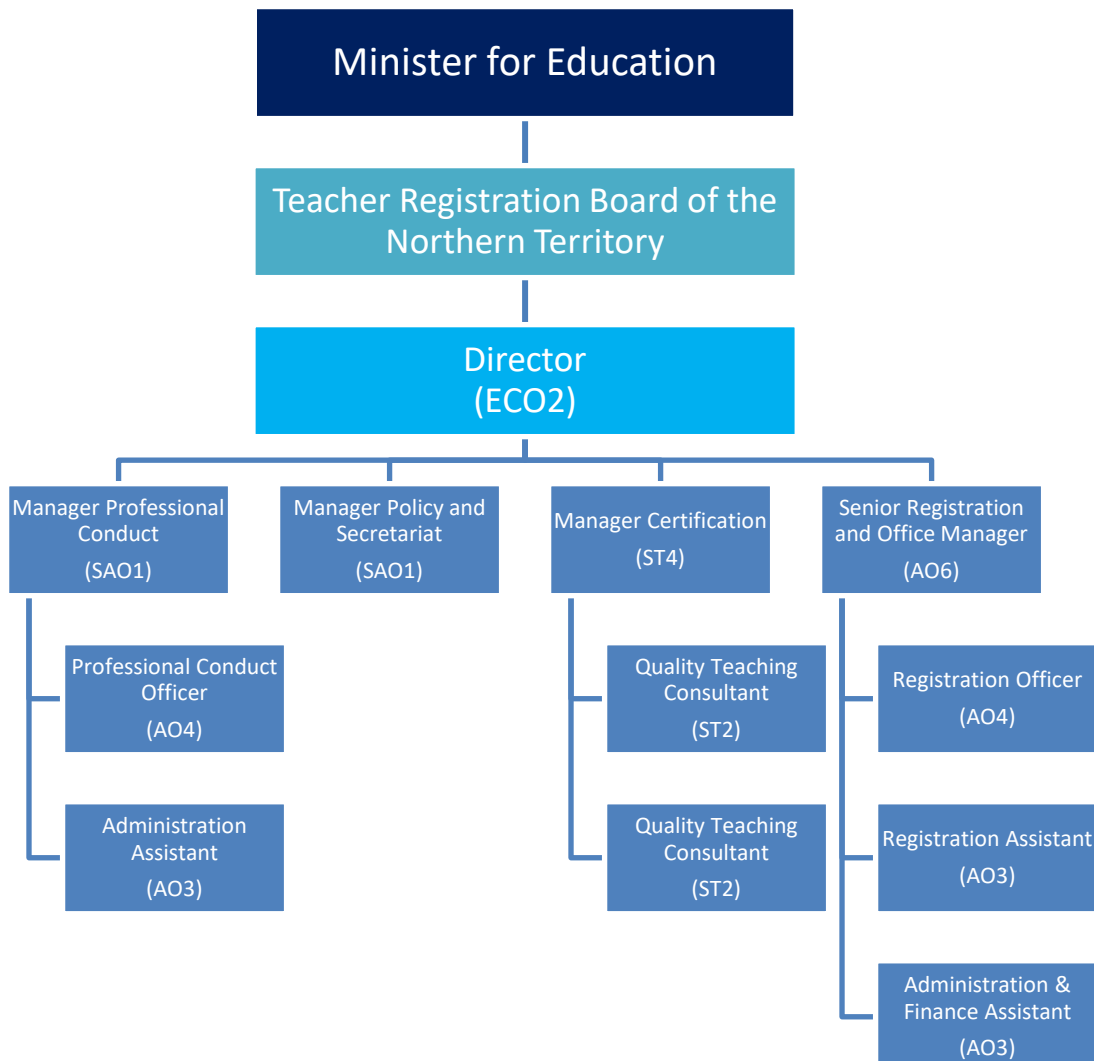 Minister for Education
Teacher Registration Board of the
Northern Territory
Director
(ECO2)
Manager Professional
Conduct
(SAO1)
Manager Policy and
Secretariat
(SAO1)
Manager Certification
(ST4)
Senior Registration
and Office Manager
(AO6)
Professional Conduct
Officer
(AO4)
Quality Teaching
Consultant
(ST2)
Registration Officer
(AO4)
Administration
Assistant
(AO3)
Quality Teaching
Consultant
(ST2)
Registration Assistant
(AO3)
Administration &
Finance Assistant
(AO3)